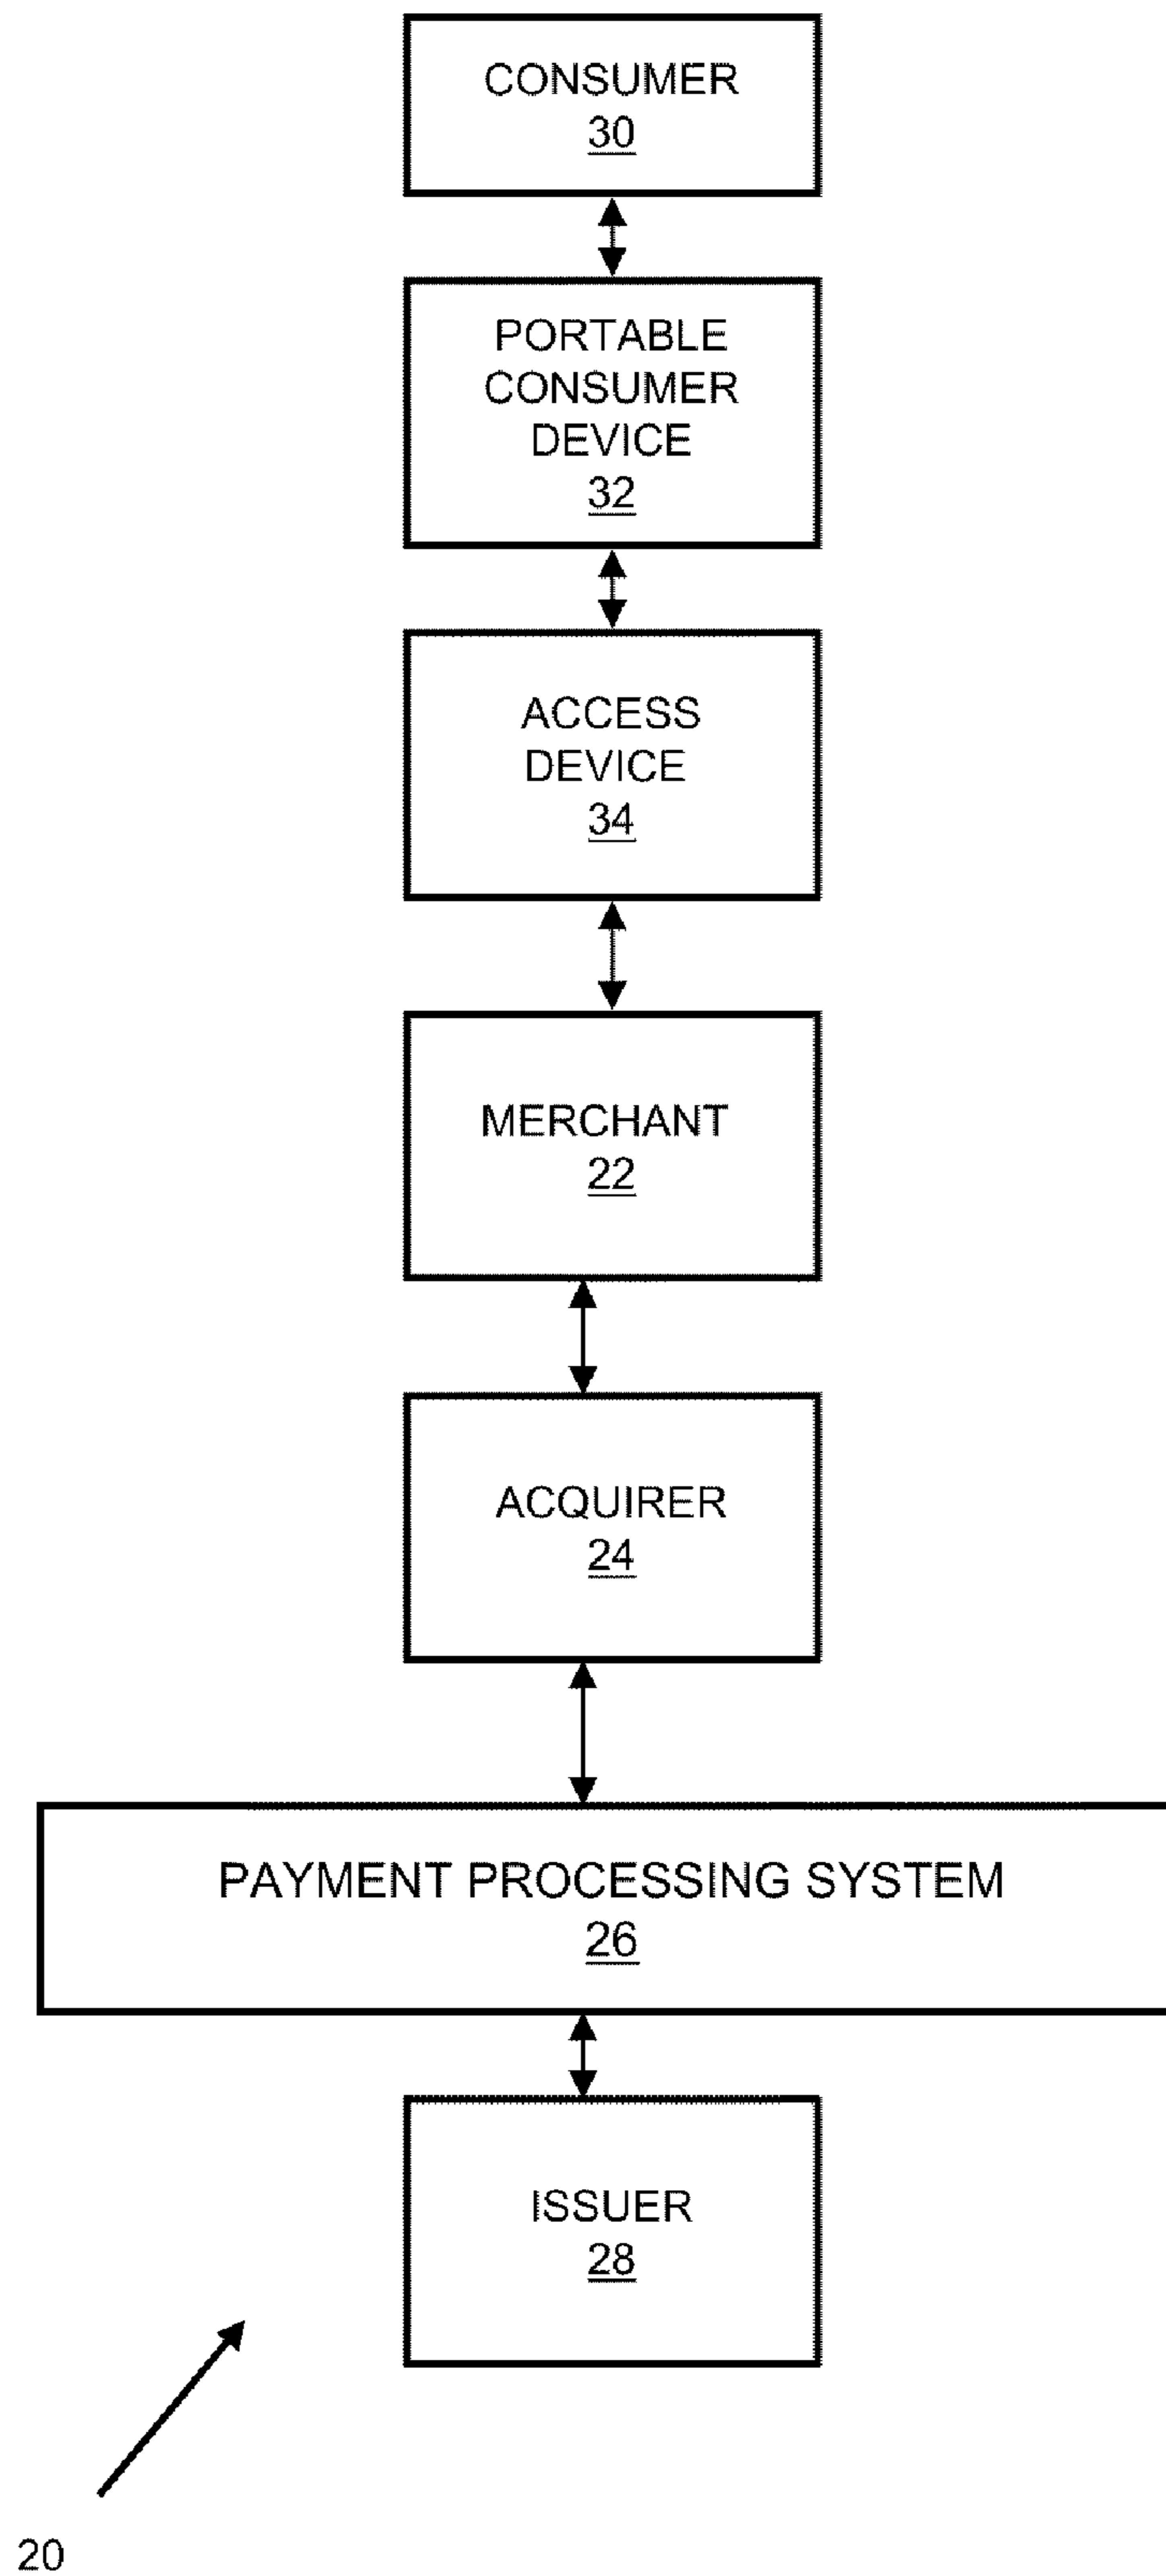 CONSUMER
30
PORTABLE
CONSUMER
DEVICE
32
ACCESS
DEVICE
34
MERCHANT
22
ACQUIRER
24
PAYMENT PROCESSING SYSTEM
26
ISSUER
28
20